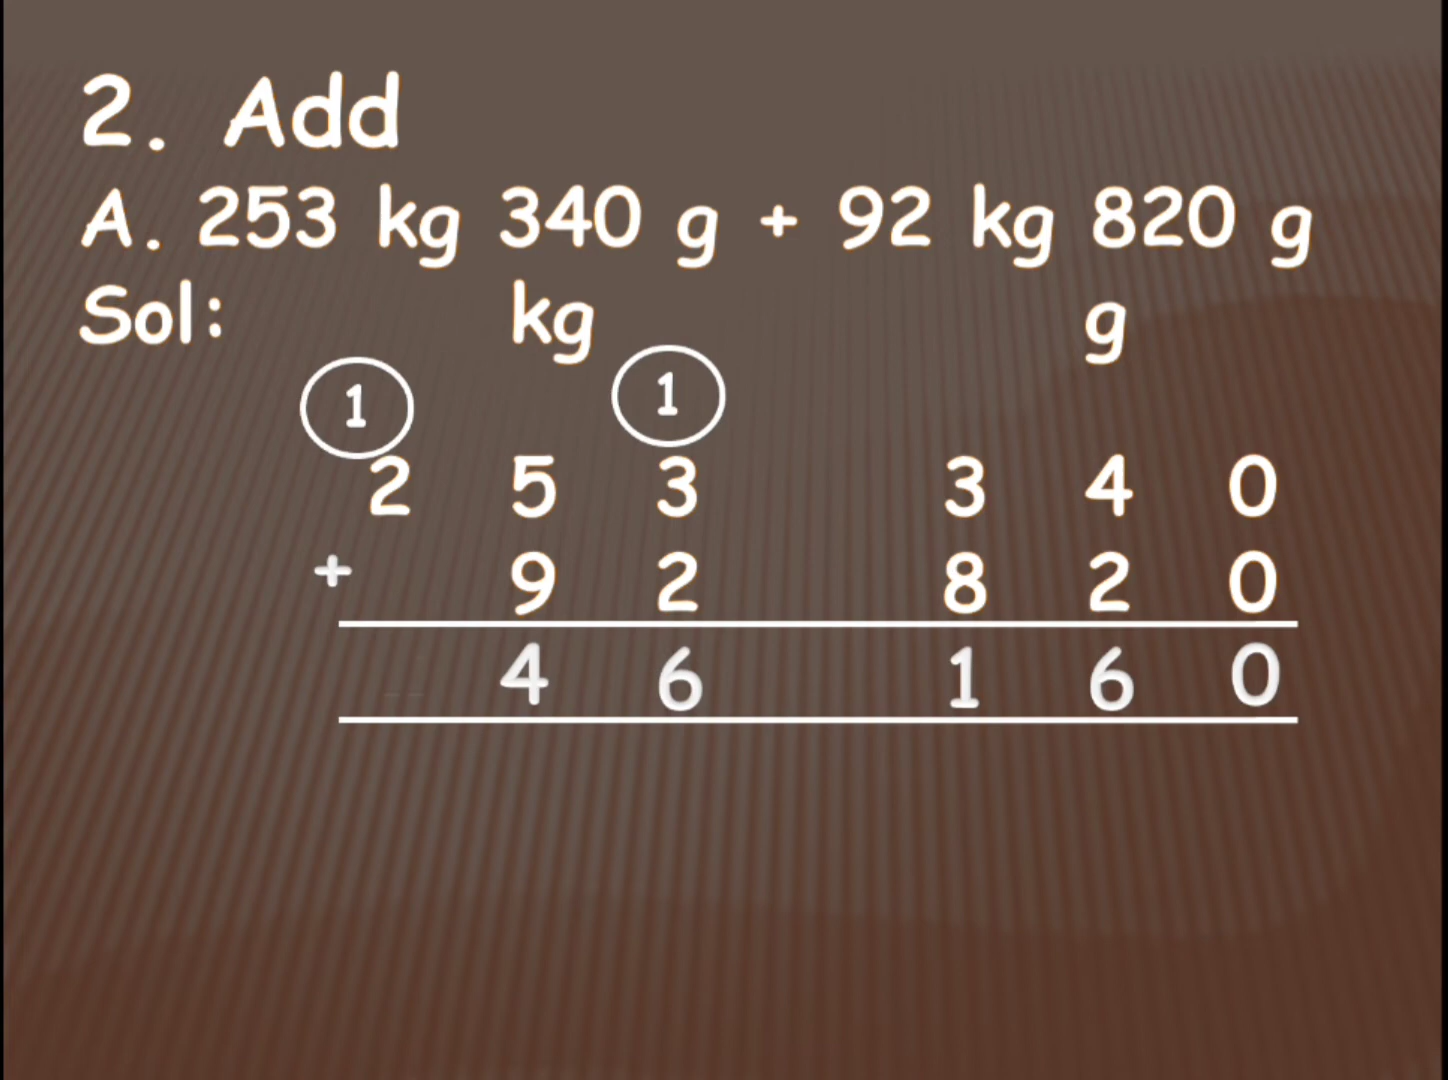 2. Add
A. 253 kg 340 g + 92 kg 820 g
Sol: kg g
1 1
2 5 3 3 4 0
+ 9 2 8 2 0
4 6 1 6 0